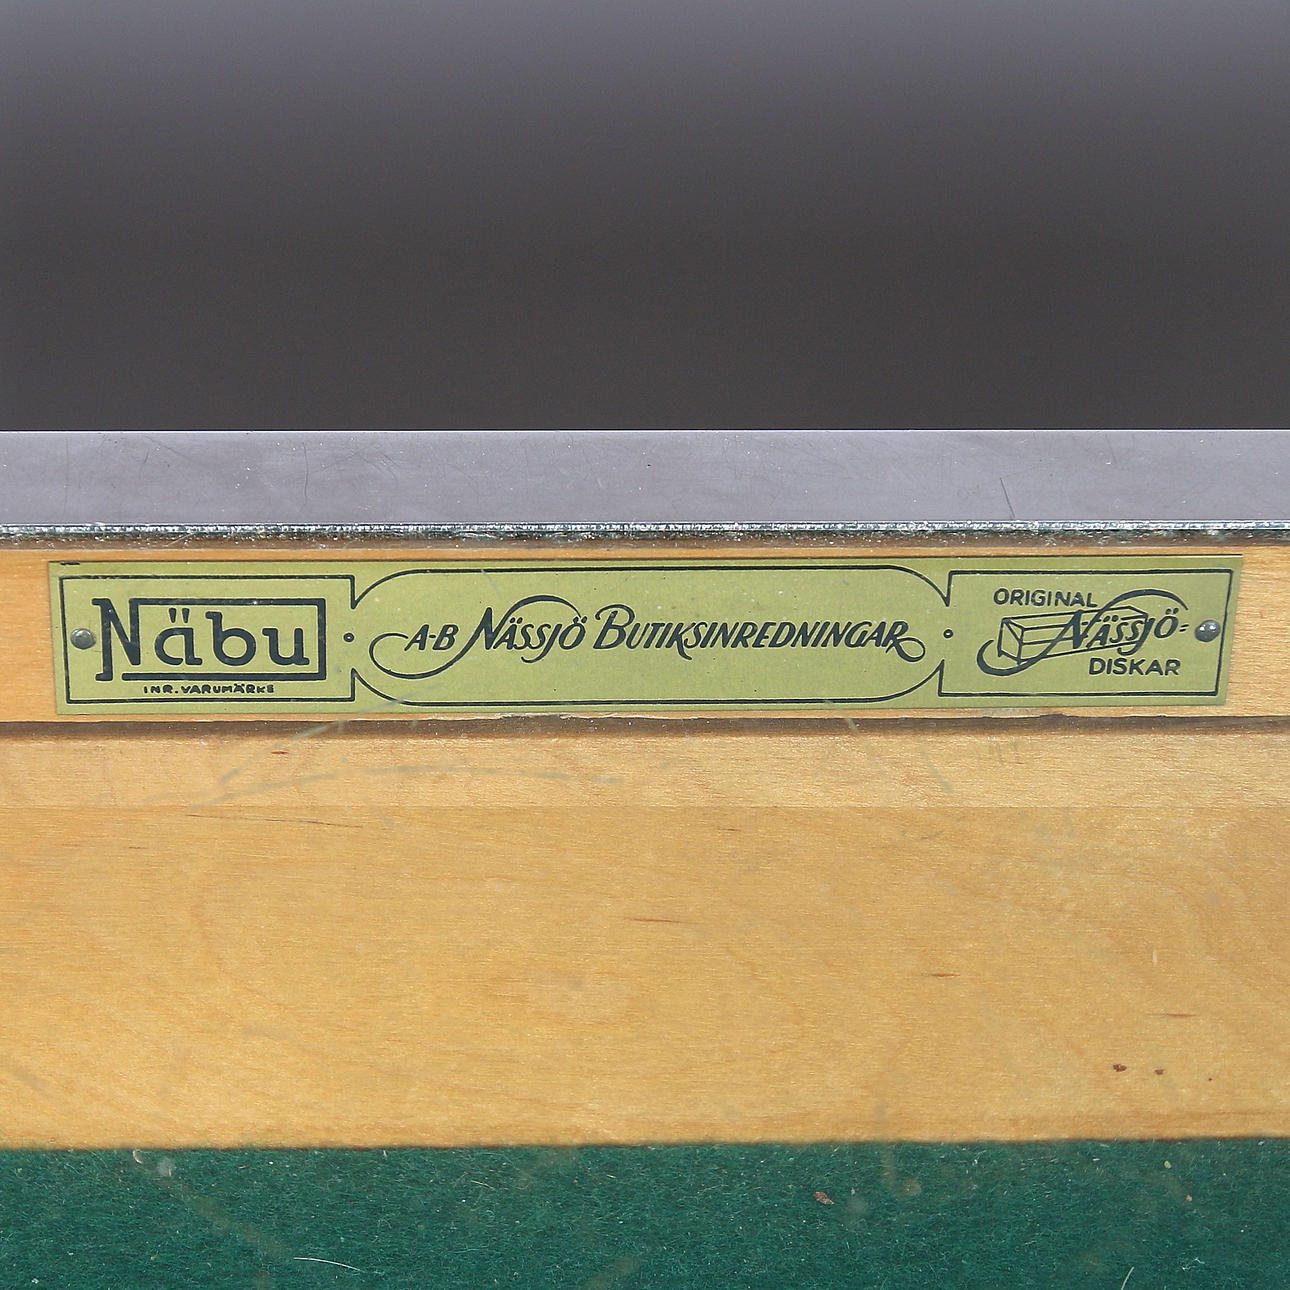 Näbu
INR. VARUMÄRKE
A-B NÄSSJÖ BUTIKSINREDNINGAR
ORIGINAL
NÄSSJÖ-
DISKAR